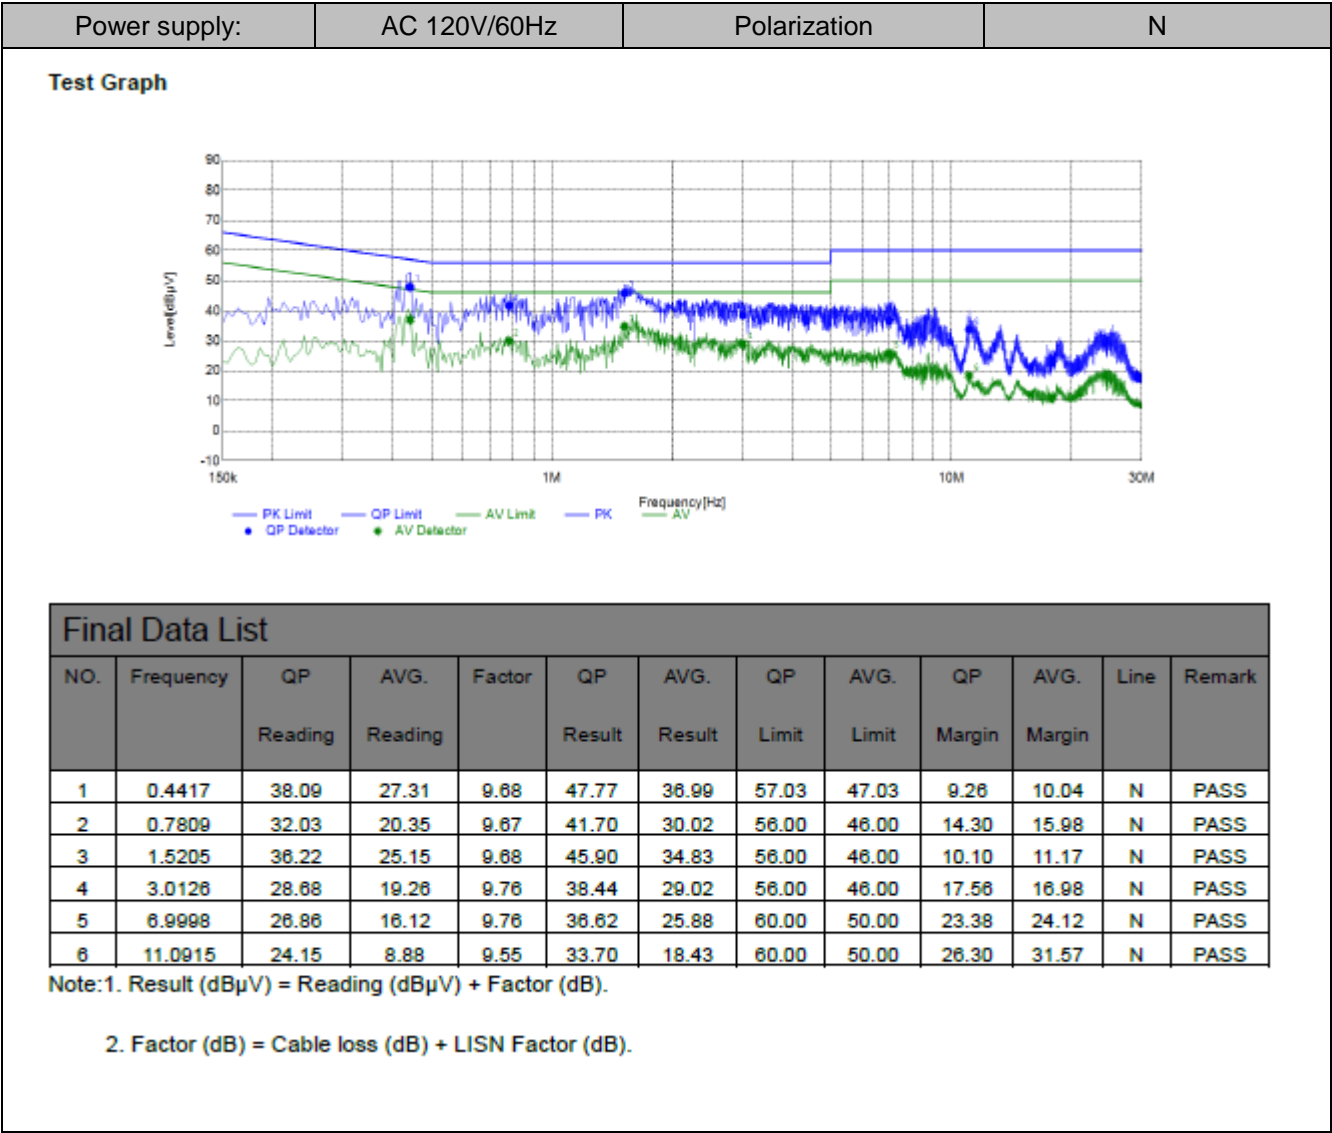 Power supply: AC 120V/60Hz Polarization N
Test Graph
90
80
70
60
50
40
30
20
10
0
-10
Level[dBμV]
150k 1M 10M 30M
Frequency[Hz]
PK Limit QP Limit AV Limit PK AV
QP Detector AV Detector
Final Data List
NO. Frequency QP AVG. Factor QP AVG. QP AVG. QP AVG. Line Remark
Reading Reading Result Result Limit Limit Margin Margin
1 0.4417 38.09 27.31 9.68 47.77 36.99 57.03 47.03 9.26 10.04 N PASS
2 0.7809 32.03 20.35 9.67 41.70 30.02 56.00 46.00 14.30 15.98 N PASS
3 1.5205 36.22 25.15 9.68 45.90 34.83 56.00 46.00 10.10 11.17 N PASS
4 3.0126 28.68 19.26 9.76 38.44 29.02 56.00 46.00 17.56 16.98 N PASS
5 6.9998 26.86 16.12 9.76 36.62 25.88 60.00 50.00 23.38 24.12 N PASS
6 11.0915 24.15 8.88 9.55 33.70 18.43 60.00 50.00 26.30 31.57 N PASS
Note:1. Result (dBμV) = Reading (dBμV) + Factor (dB).
2. Factor (dB) = Cable loss (dB) + LISN Factor (dB).